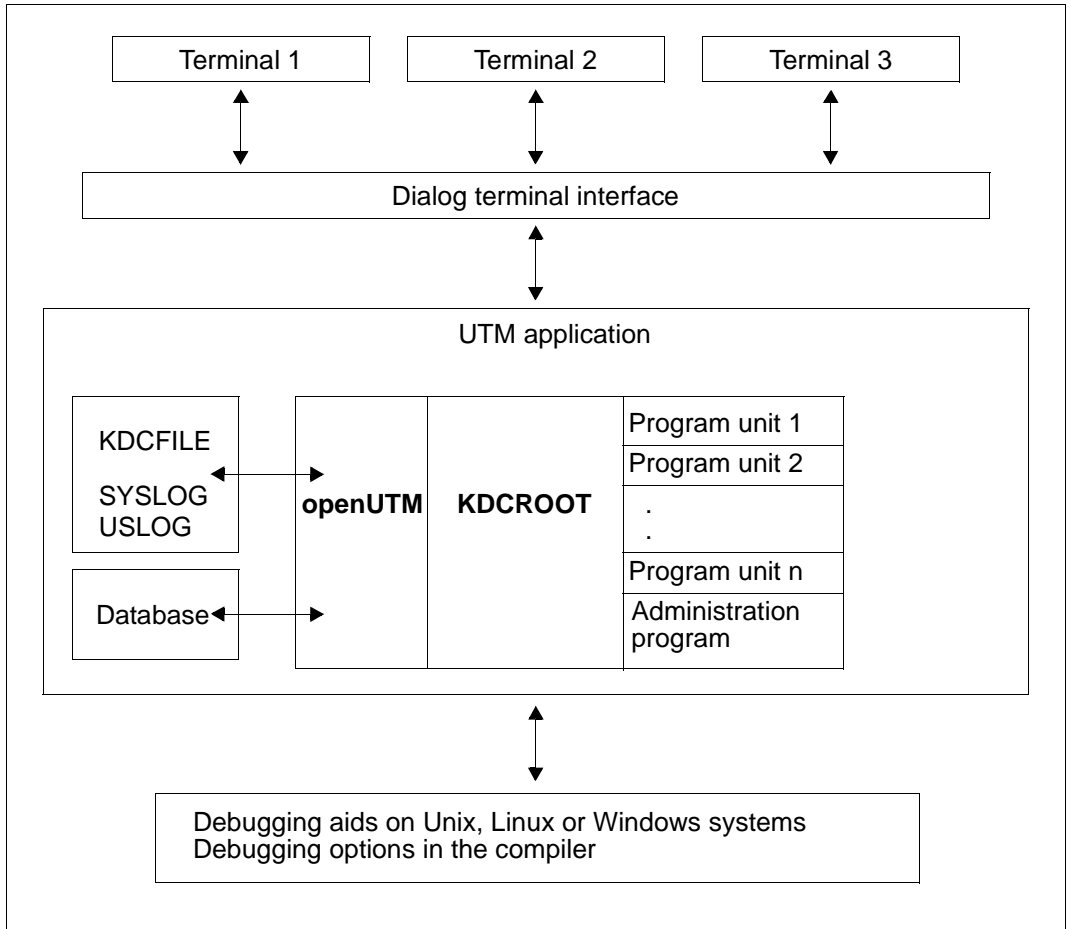 Terminal 1
Terminal 2
Terminal 3
Dialog terminal interface
UTM application
KDCFILE
SYSLOG
USLOG
Database
openUTM
KDCROOT
Program unit 1
Program unit 2
.
.
Program unit n
Administration
program
Debugging aids on Unix, Linux or Windows systems
Debugging options in the compiler